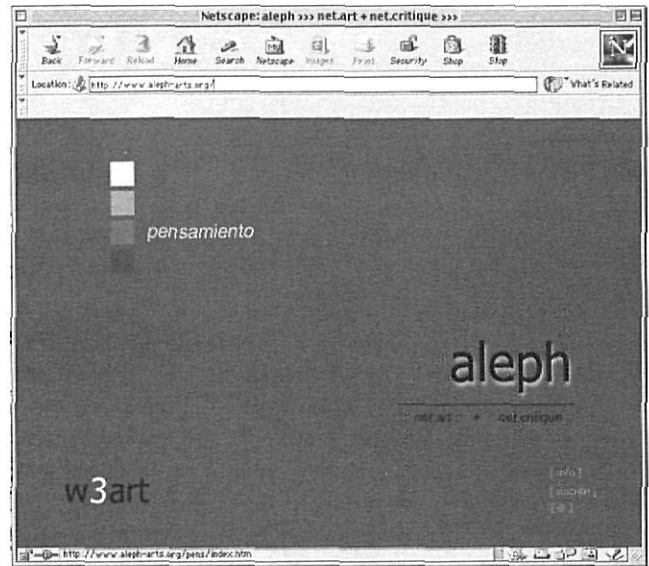 Netscape: aleph >>> net.art + net.critique >>>
Back Forward Reload Home Search Netscape Images Print Security Shop Stop
Location: http://www.aleph-arts.org/ What's Related
pensamiento
aleph
net.art + net.critique
[info]
w3art
[@]
http://www.aleph-arts.org/pens/index.htm